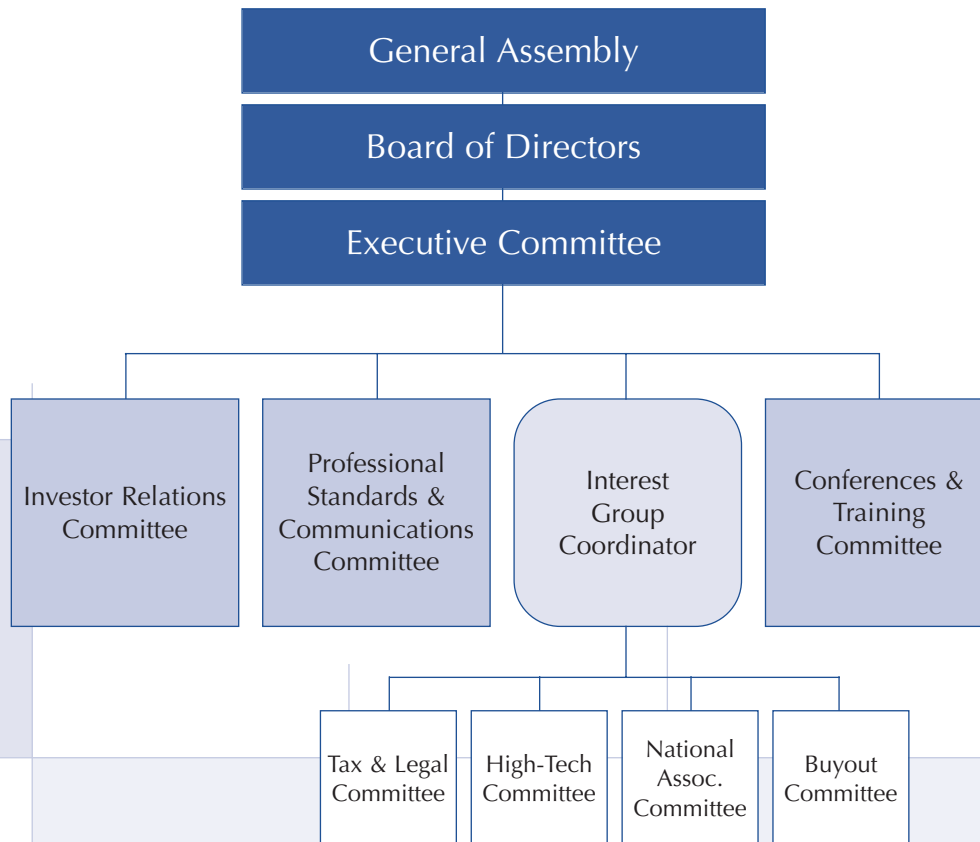 General Assembly
Board of Directors
Executive Committee
Investor Relations
Committee
Professional
Standards &
Communications
Committee
Interest
Group
Coordinator
Conferences &
Training
Committee
Tax & Legal
Committee
High-Tech
Committee
National
Assoc.
Committee
Buyout
Committee